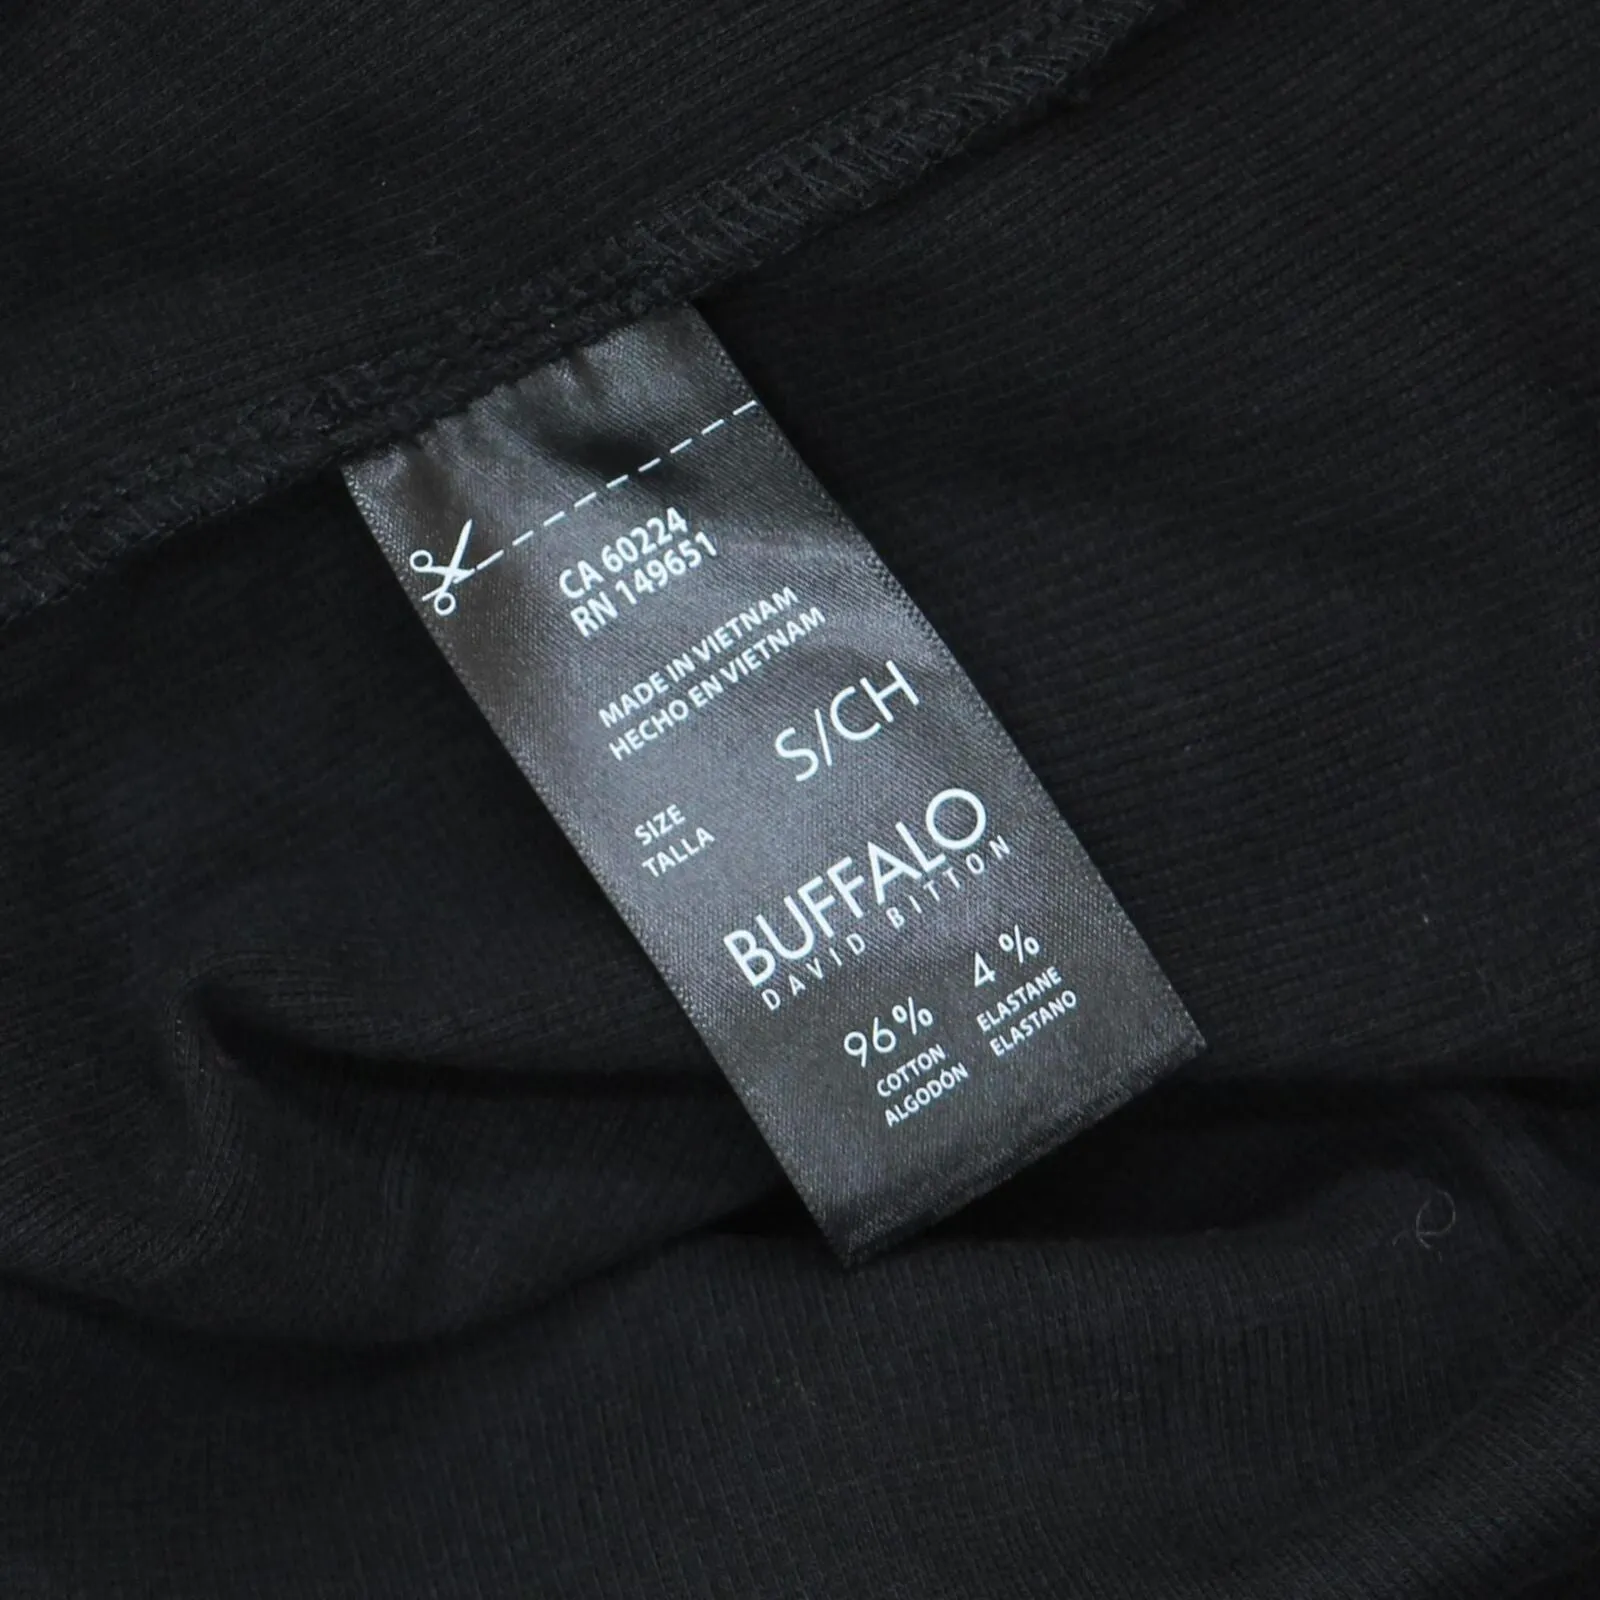 CA 60224
RN 149651
MADE IN VIETNAM
HECHO EN VIETNAM
S/CH
SIZE
TALLA
BUFFALO
DAVID BITTON
96%
COTTON
ALGODÓN
4%
ELASTANE
ELASTANO